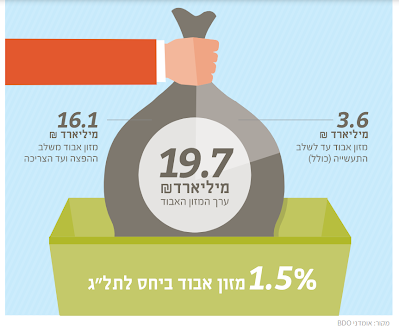 3.6
מיליארד ₪
מזון אבוד עד לשלב
התעשייה (כולל)
16.1
מיליארד ₪
מזון אבוד משלב
ההפצה ועד הצריכה
19.7
מיליארד₪
ערך המזון האבוד
1.5% מזון אבוד ביחס לתל״ג
מקור: אומדני BDO